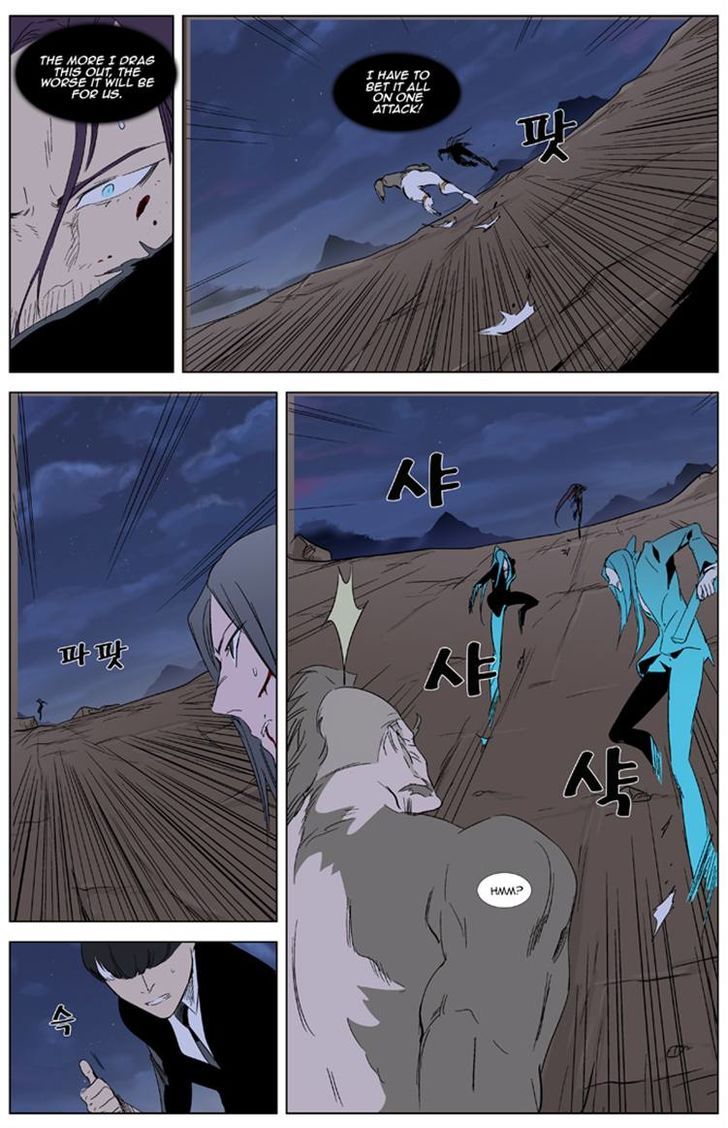 THE MORE I DRAG
THIS OUT, THE
WORSE IT WILL BE
FOR US.
I HAVE TO
BET IT ALL
ON ONE
ATTACK!
팟
파 팟
샤
샤
샥
HMM?
슥